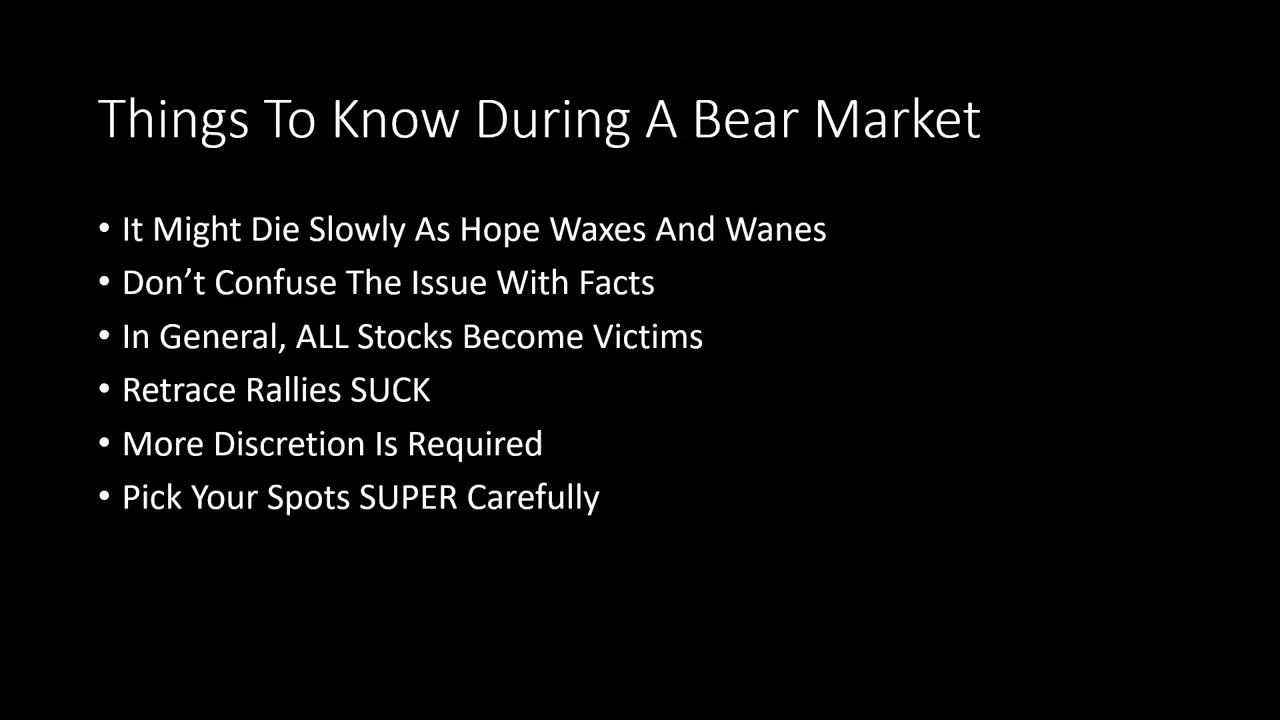 Things To Know During A Bear Market
• It Might Die Slowly As Hope Waxes And Wanes
• Don’t Confuse The Issue With Facts
• In General, ALL Stocks Become Victims
• Retrace Rallies SUCK
• More Discretion Is Required
• Pick Your Spots SUPER Carefully